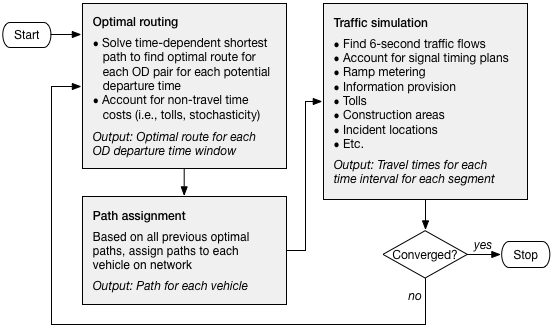 Start
Optimal routing
• Solve time-dependent shortest
path to find optimal route for
each OD pair for each potential
departure time
• Account for non-travel time
costs (i.e., tolls, stochasticity)
Output: Optimal route for each
OD departure time window
Path assignment
Based on all previous optimal
paths, assign paths to each
vehicle on network
Output: Path for each vehicle
Traffic simulation
• Find 6-second traffic flows
• Account for signal timing plans
• Ramp metering
• Information provision
• Tolls
• Construction areas
• Incident locations
• Etc.
Output: Travel times for each
time interval for each segment
Converged?
yes
Stop
no